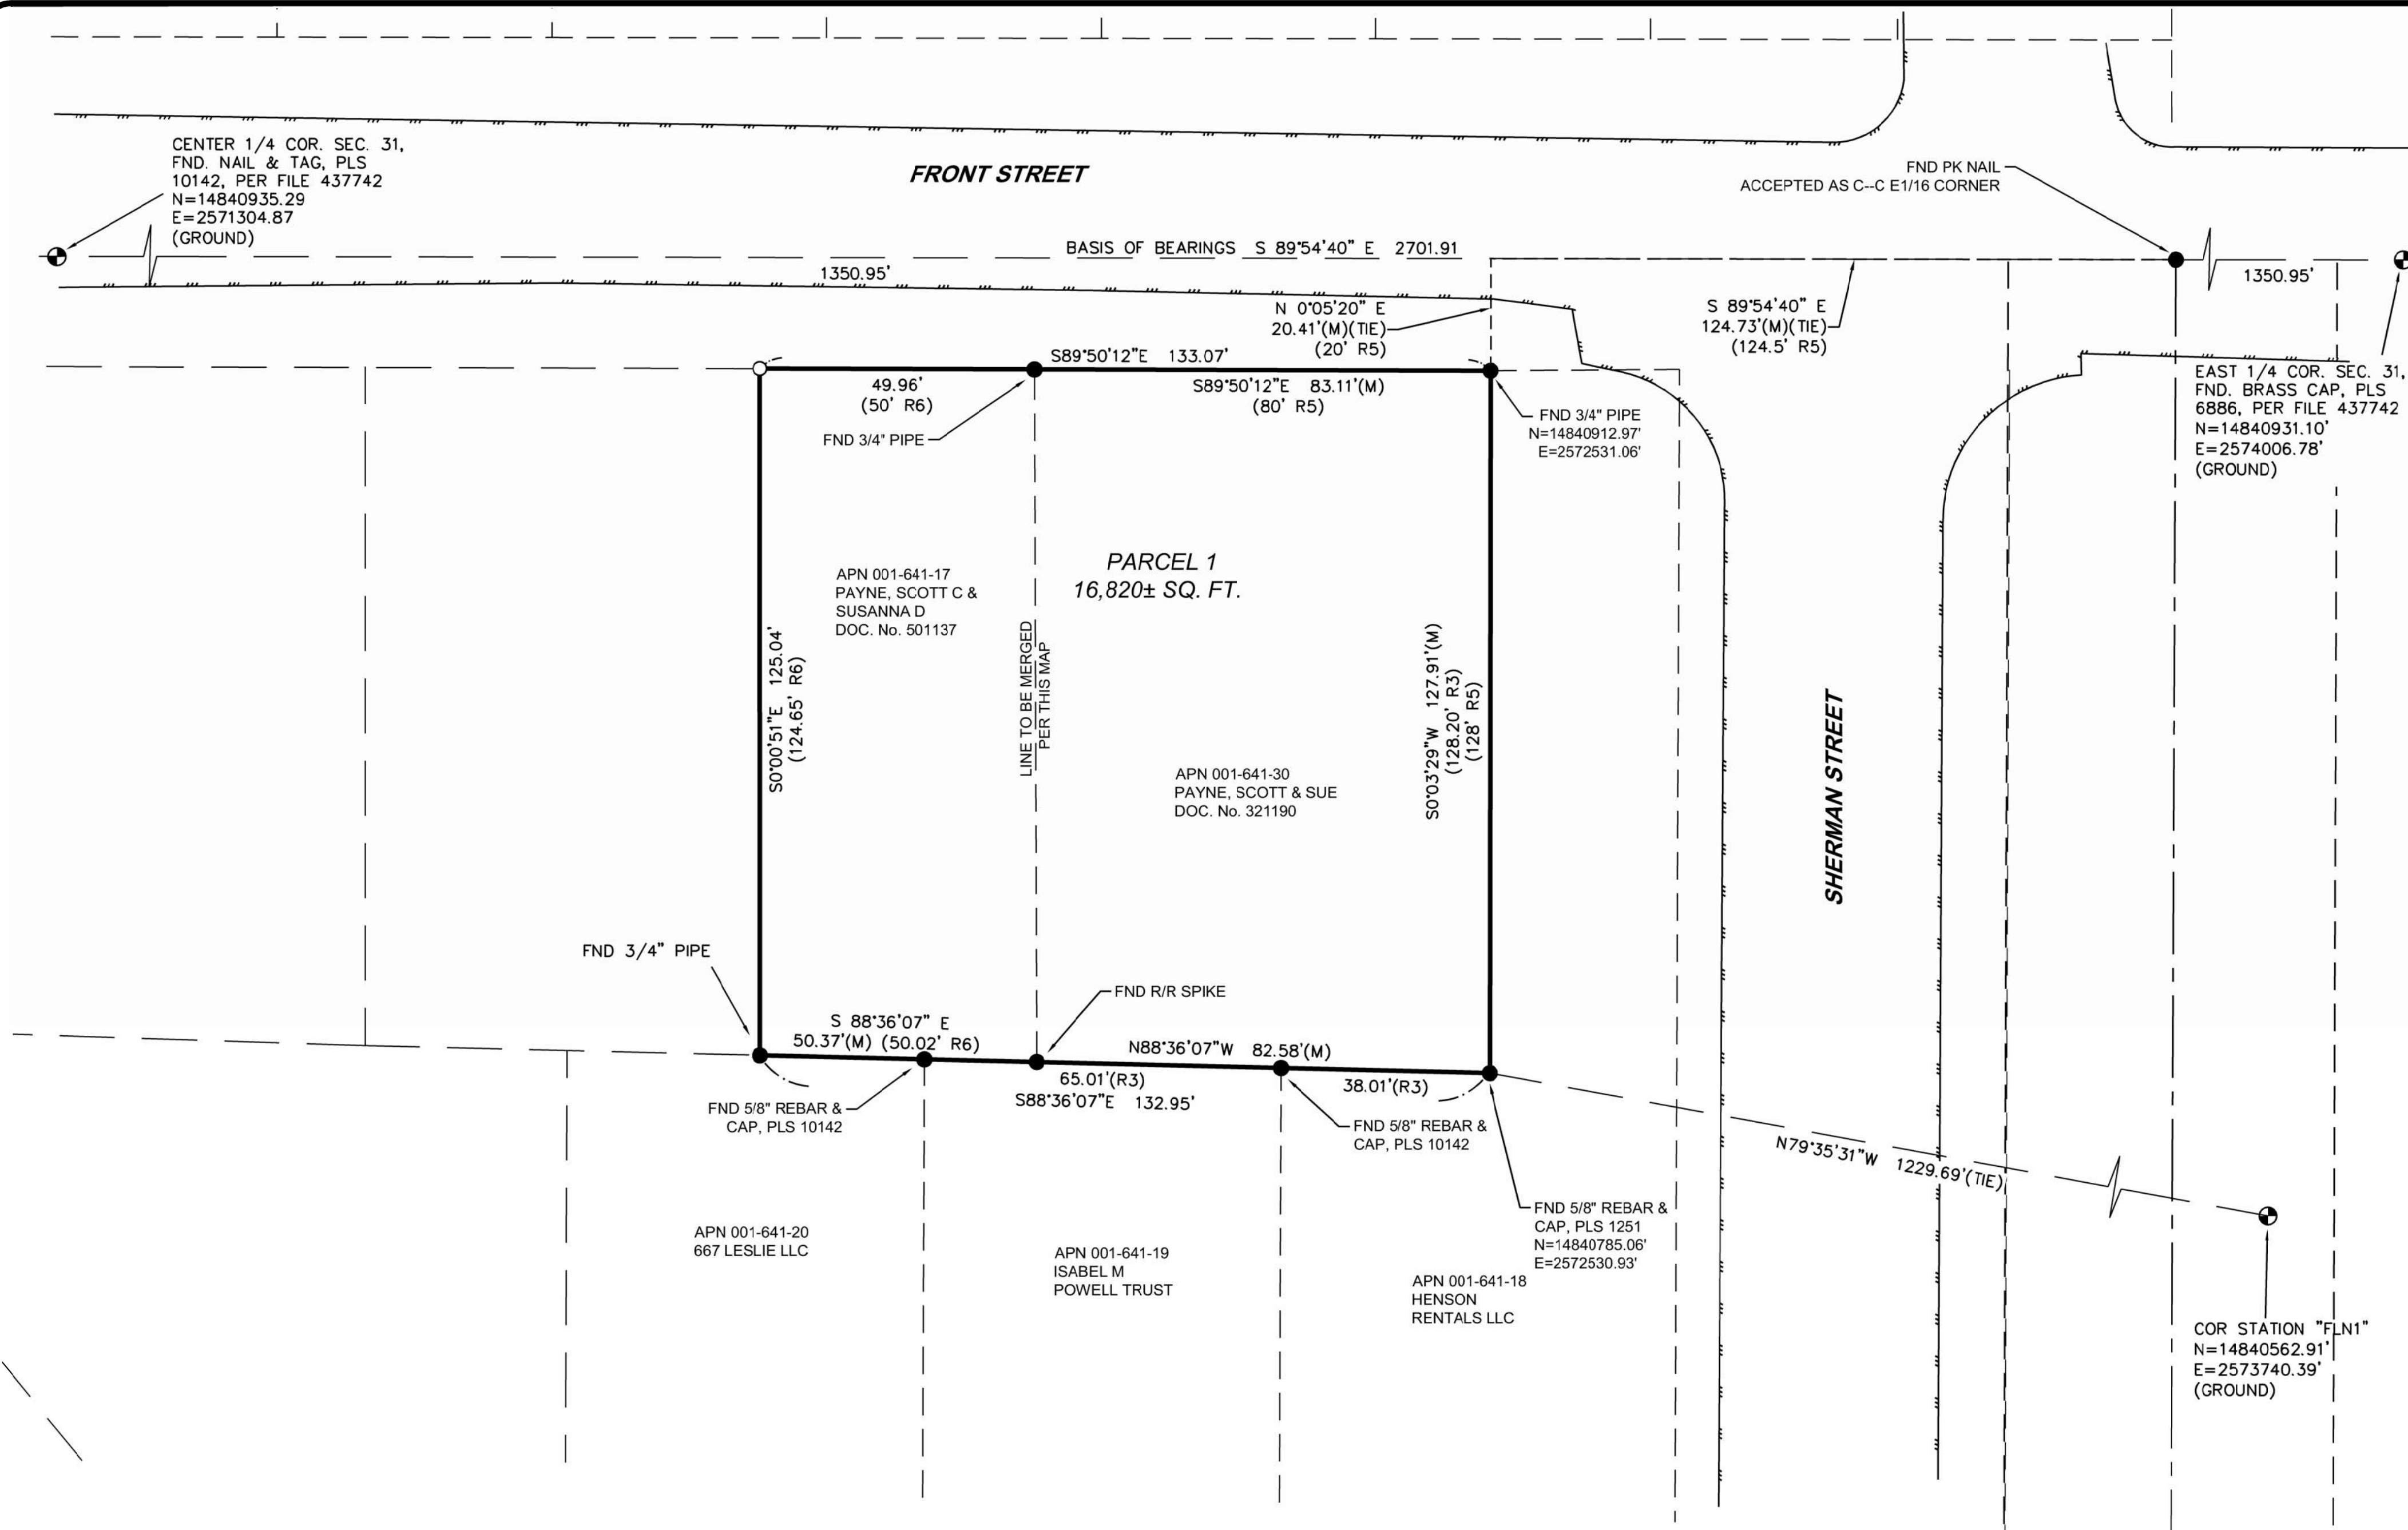 CENTER 1/4 COR. SEC. 31,
FND. NAIL & TAG, PLS
10142, PER FILE 437742
N=14840935.29
E=2571304.87
(GROUND)
FRONT STREET
FND PK NAIL
ACCEPTED AS C--C E1/16 CORNER
BASIS OF BEARINGS S 89°54'40" E 2701.91
1350.95'
1350.95'
N 0°05'20" E
20.41'(M)(TIE)
(20' R5)
S 89°54'40" E
124.73'(M)(TIE)
(124.5' R5)
S89°50'12"E 133.07'
49.96'
(50' R6)
S89°50'12"E 83.11'(M)
(80' R5)
FND 3/4" PIPE
FND 3/4" PIPE
N=14840912.97'
E=2572531.06'
EAST 1/4 COR. SEC. 31,
FND. BRASS CAP, PLS
6886, PER FILE 437742
N=14840931.10'
E=2574006.78'
(GROUND)
PARCEL 1
16,820± SQ. FT.
APN 001-641-17
PAYNE, SCOTT C &
SUSANNA D
DOC. No. 501137
S0°00'51"E 125.04'
(124.65' R6)
LINE TO BE MERGED
PER THIS MAP
S0°03'29"W 127.91'(M)
(128.20' R3)
(128' R5)
SHERMAN STREET
APN 001-641-30
PAYNE, SCOTT & SUE
DOC. No. 321190
FND 3/4" PIPE
FND R/R SPIKE
S 88°36'07" E
50.37'(M) (50.02' R6)
N88°36'07"W 82.58'(M)
65.01'(R3)
38.01'(R3)
S88°36'07"E 132.95'
FND 5/8" REBAR &
CAP, PLS 10142
FND 5/8" REBAR &
CAP, PLS 10142
N79°35'31"W 1229.69'(TIE)
FND 5/8" REBAR &
CAP, PLS 1251
N=14840785.06'
E=2572530.93'
APN 001-641-20
667 LESLIE LLC
APN 001-641-19
ISABEL M
POWELL TRUST
APN 001-641-18
HENSON
RENTALS LLC
COR STATION "FLN1"
N=14840562.91'
E=2573740.39'
(GROUND)